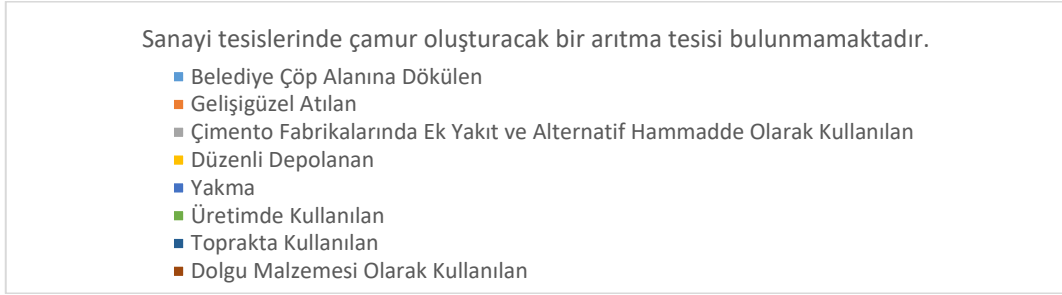 Sanayi tesislerinde çamur oluşturacak bir arıtma tesisi bulunmamaktadır.
Belediye Çöp Alanına Dökülen
Gelişigüzel Atılan
Çimento Fabrikalarında Ek Yakıt ve Alternatif Hammadde Olarak Kullanılan
Düzenli Depolanan
Yakma
Üretimde Kullanılan
Toprakta Kullanılan
Dolgu Malzemesi Olarak Kullanılan